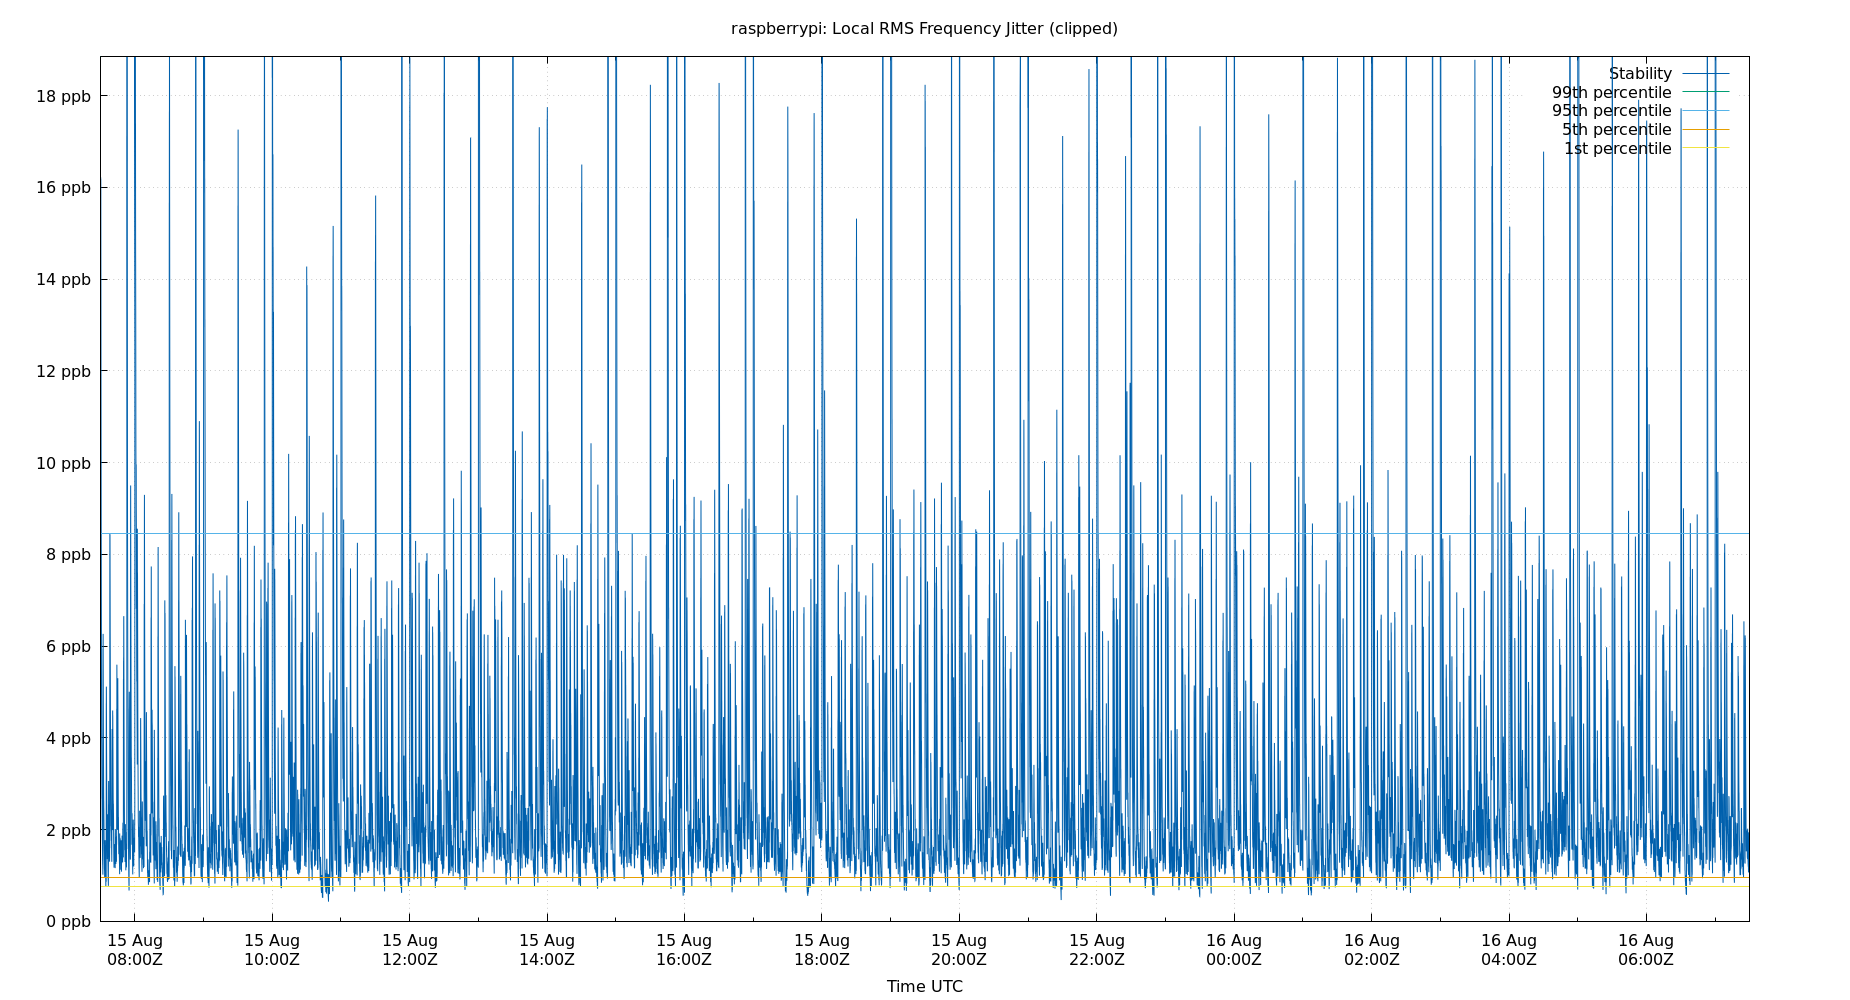 raspberrypi: Local RMS Frequency Jitter (clipped)
Stability
99th percentile
95th percentile
5th percentile
1st percentile
18 ppb
16 ppb
14 ppb
12 ppb
10 ppb
8 ppb
6 ppb
4 ppb
2 ppb
0 ppb
15 Aug 15 Aug 15 Aug 15 Aug 15 Aug 15 Aug 15 Aug 15 Aug 16 Aug 16 Aug 16 Aug 16 Aug
08:00Z 10:00Z 12:00Z 14:00Z 16:00Z 18:00Z 20:00Z 22:00Z 00:00Z 02:00Z 04:00Z 06:00Z
Time UTC